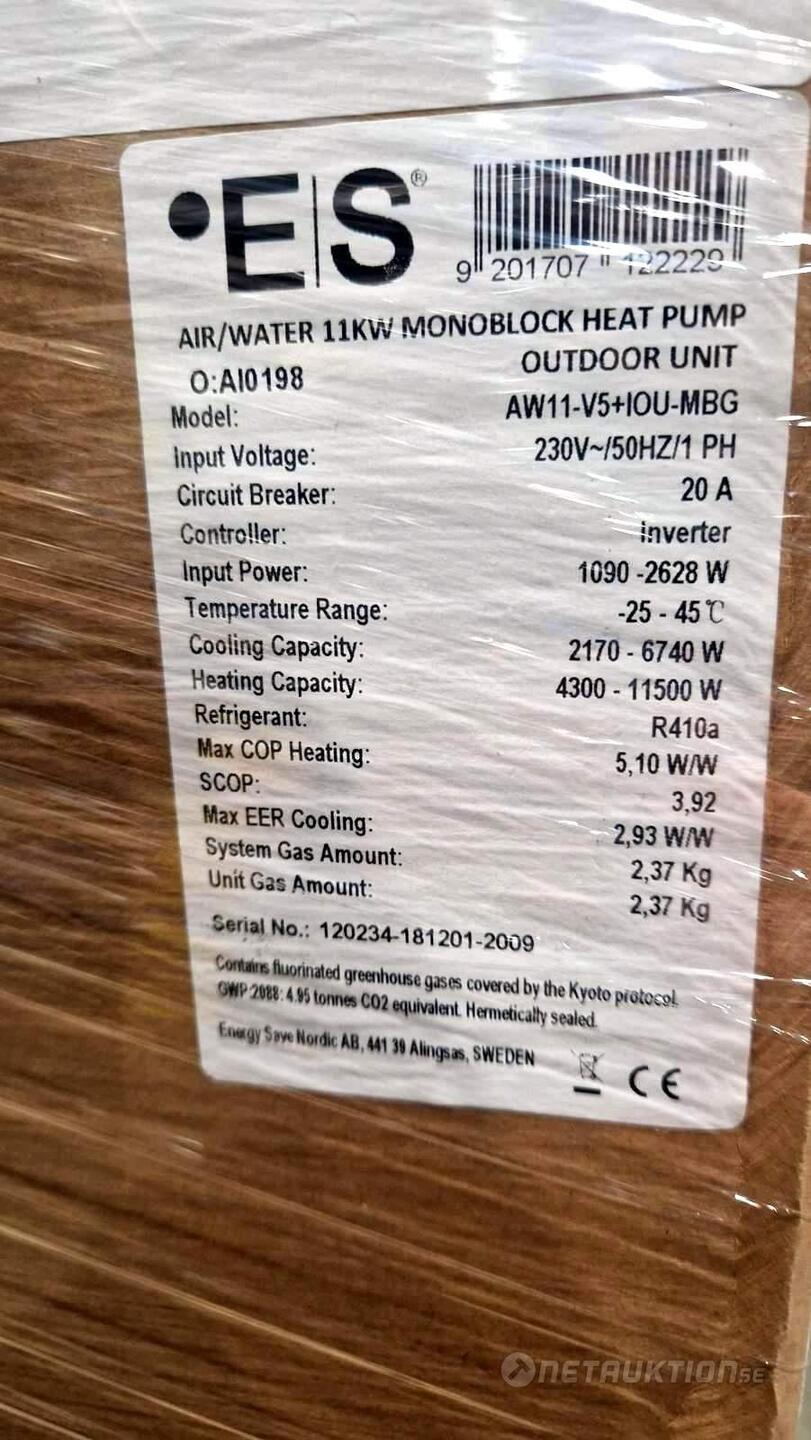 •E|S®
9 201707 122229
AIR/WATER 11KW MONOBLOCK HEAT PUMP
OUTDOOR UNIT
O:AI0198
Model: AW11-V5+IOU-MBG
Input Voltage: 230V~/50HZ/1 PH
Circuit Breaker: 20 A
Controller: Inverter
Input Power: 1090 -2628 W
Temperature Range: -25 - 45℃
Cooling Capacity: 2170 - 6740 W
Heating Capacity: 4300 - 11500 W
Refrigerant: R410a
Max COP Heating: 5,10 W/W
SCOP: 3,92
Max EER Cooling: 2,93 W/W
System Gas Amount: 2,37 Kg
Unit Gas Amount: 2,37 Kg
Serial No.: 120234-181201-2009
Contains fluorinated greenhouse gases covered by the Kyoto protocol.
GWP:2088: 4.95 tonnes CO2 equivalent. Hermetically sealed.
Energy Save Nordic AB, 441 39 Alingsas, SWEDEN
CE
NETAUKTION.SE